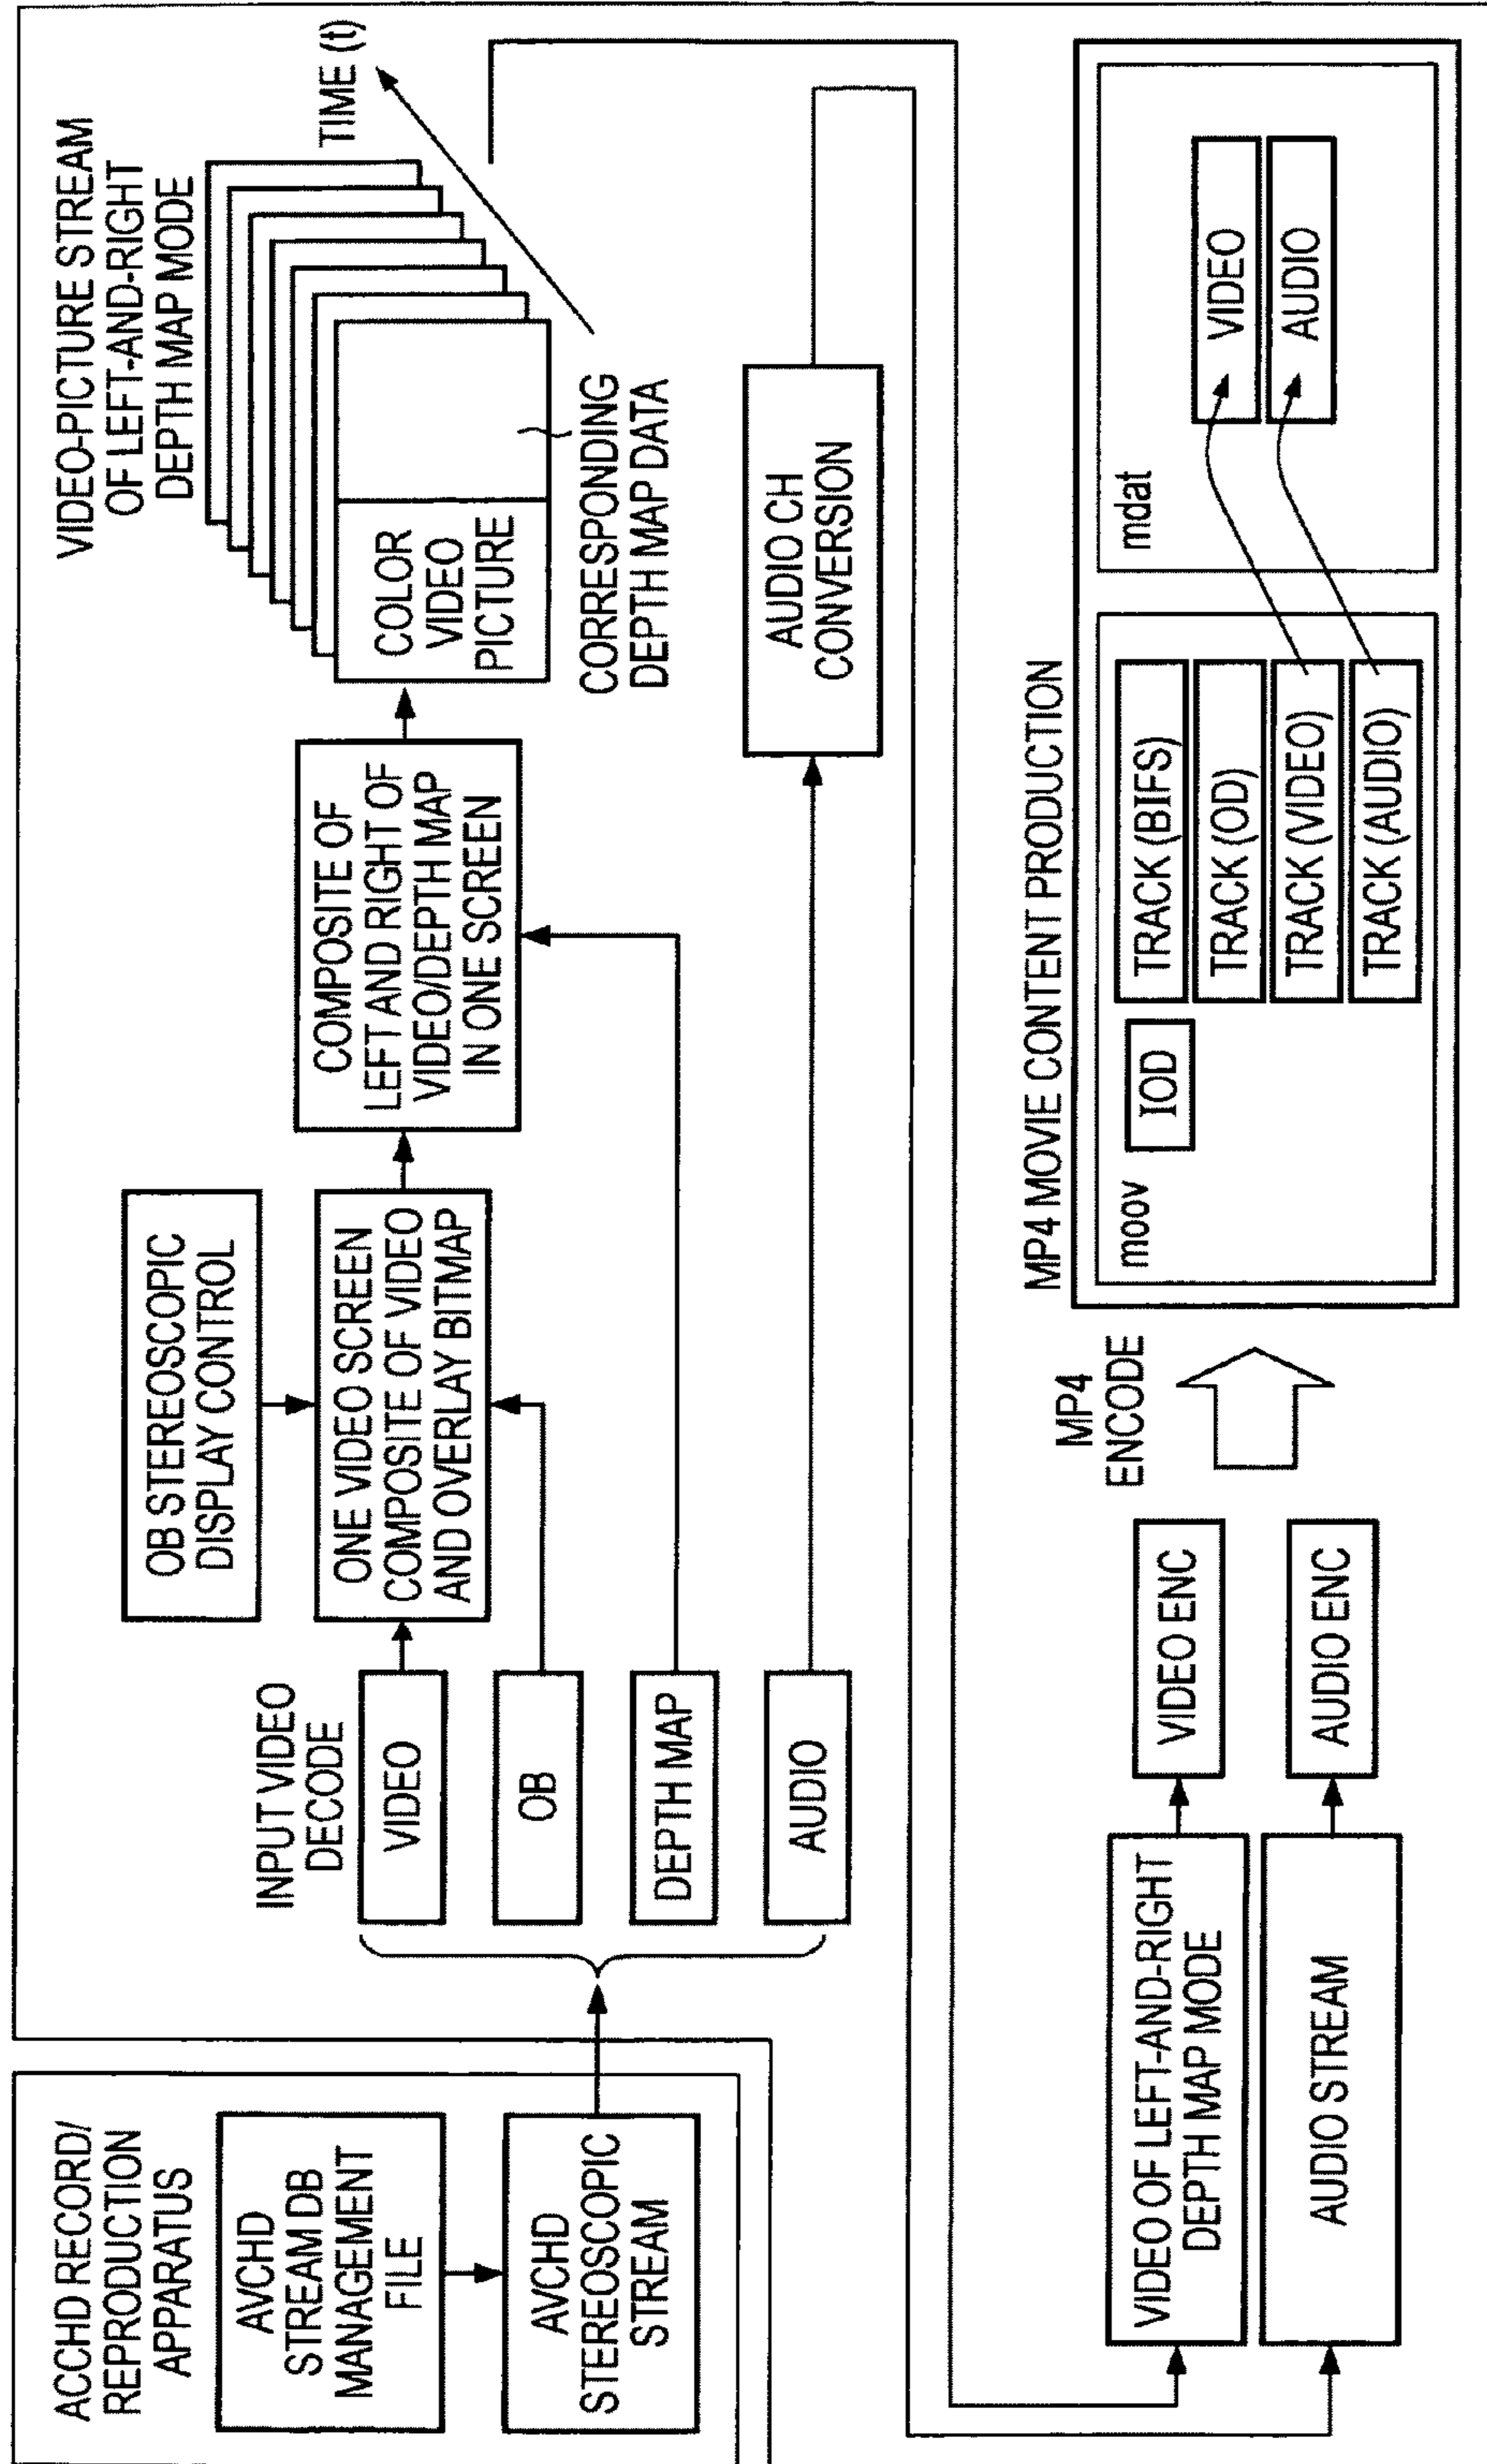 ACCHD RECORD/
REPRODUCTION
APPARATUS
AVCHD
STREAM DB
MANAGEMENT
FILE
AVCHD
STEREOSCOPIC
STREAM
INPUT VIDEO
DECODE
VIDEO
OB
DEPTH MAP
AUDIO
OB STEREOSCOPIC
DISPLAY CONTROL
ONE VIDEO SCREEN
COMPOSITE OF VIDEO
AND OVERLAY BITMAP
COMPOSITE OF
LEFT AND RIGHT OF
VIDEO/DEPTH MAP
IN ONE SCREEN
VIDEO-PICTURE STREAM
OF LEFT-AND-RIGHT
DEPTH MAP MODE
TIME (t)
COLOR
VIDEO
PICTURE
CORRESPONDING
DEPTH MAP DATA
AUDIO CH
CONVERSION
VIDEO OF LEFT-AND-RIGHT
DEPTH MAP MODE
AUDIO STREAM
VIDEO ENC
AUDIO ENC
MP4
ENCODE
MP4 MOVIE CONTENT PRODUCTION
moov
IOD
TRACK (BIFS)
TRACK (OD)
TRACK (VIDEO)
TRACK (AUDIO)
mdat
VIDEO
AUDIO